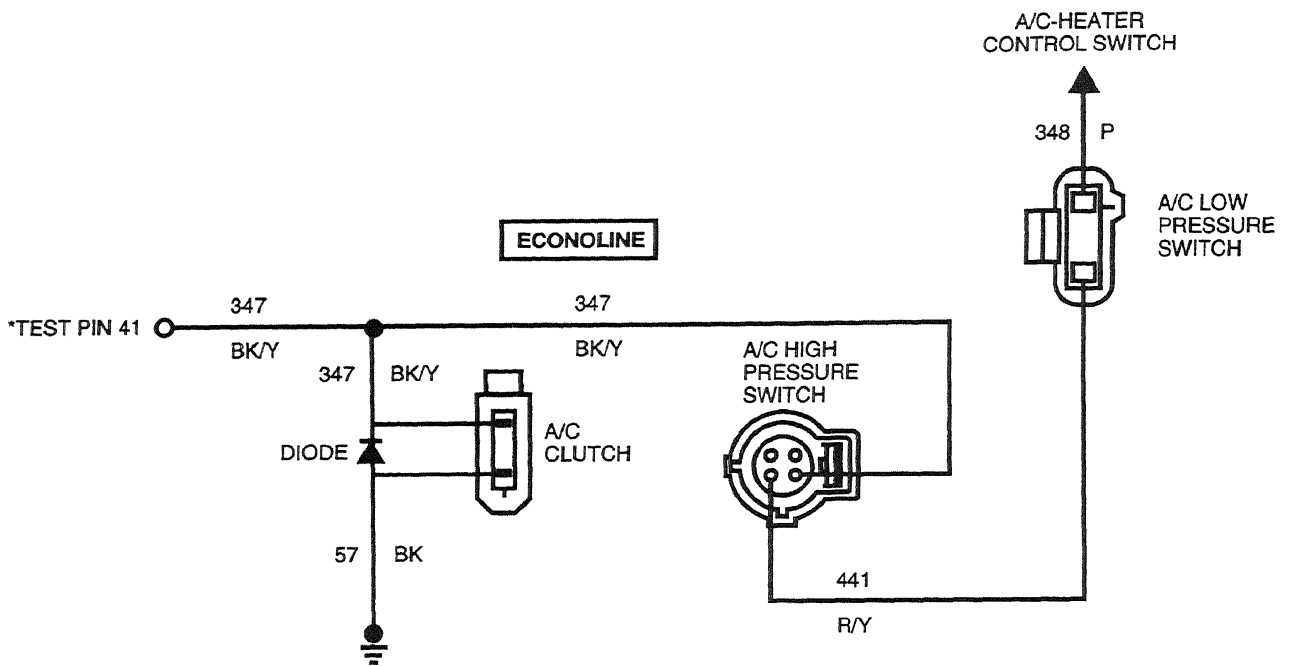 A/C-HEATER
CONTROL SWITCH
348 P
A/C LOW
PRESSURE
SWITCH
ECONOLINE
347
347
*TEST PIN 41
BK/Y
BK/Y
A/C HIGH
PRESSURE
SWITCH
347 BK/Y
A/C
CLUTCH
DIODE
57 BK
441
R/Y